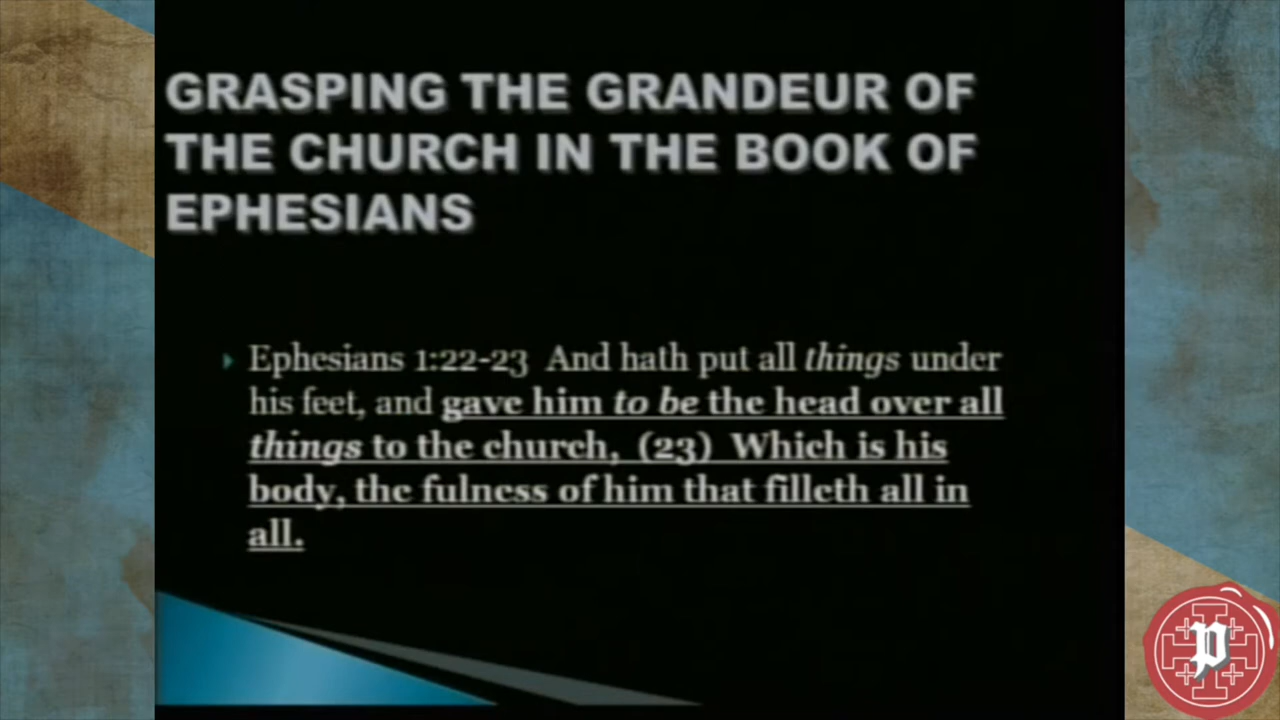 GRASPING THE GRANDEUR OF
THE CHURCH IN THE BOOK OF
EPHESIANS
Ephesians 1:22-23 And hath put all things under
his feet, and gave him to be the head over all
things to the church, (23) Which is his
body, the fulness of him that filleth all in
all.
P